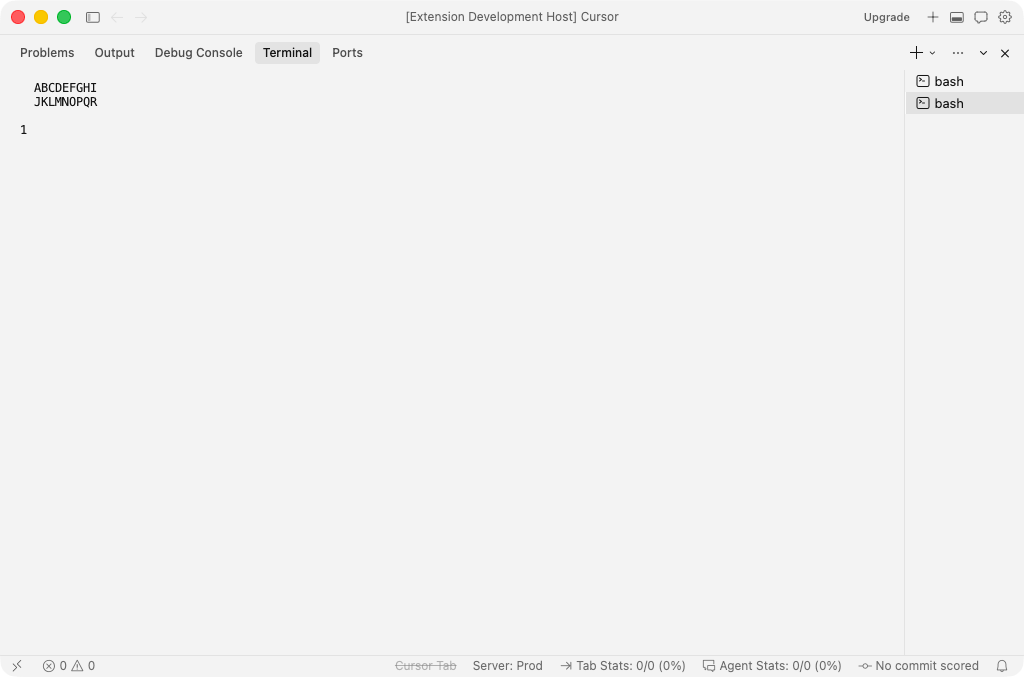 [Extension Development Host] Cursor
Upgrade
Problems Output Debug Console Terminal Ports
ABCDEFGHI
JKLMNOPQR
1
bash
bash
0 0 Cursor Tab Server: Prod Tab Stats: 0/0 (0%) Agent Stats: 0/0 (0%) No commit scored